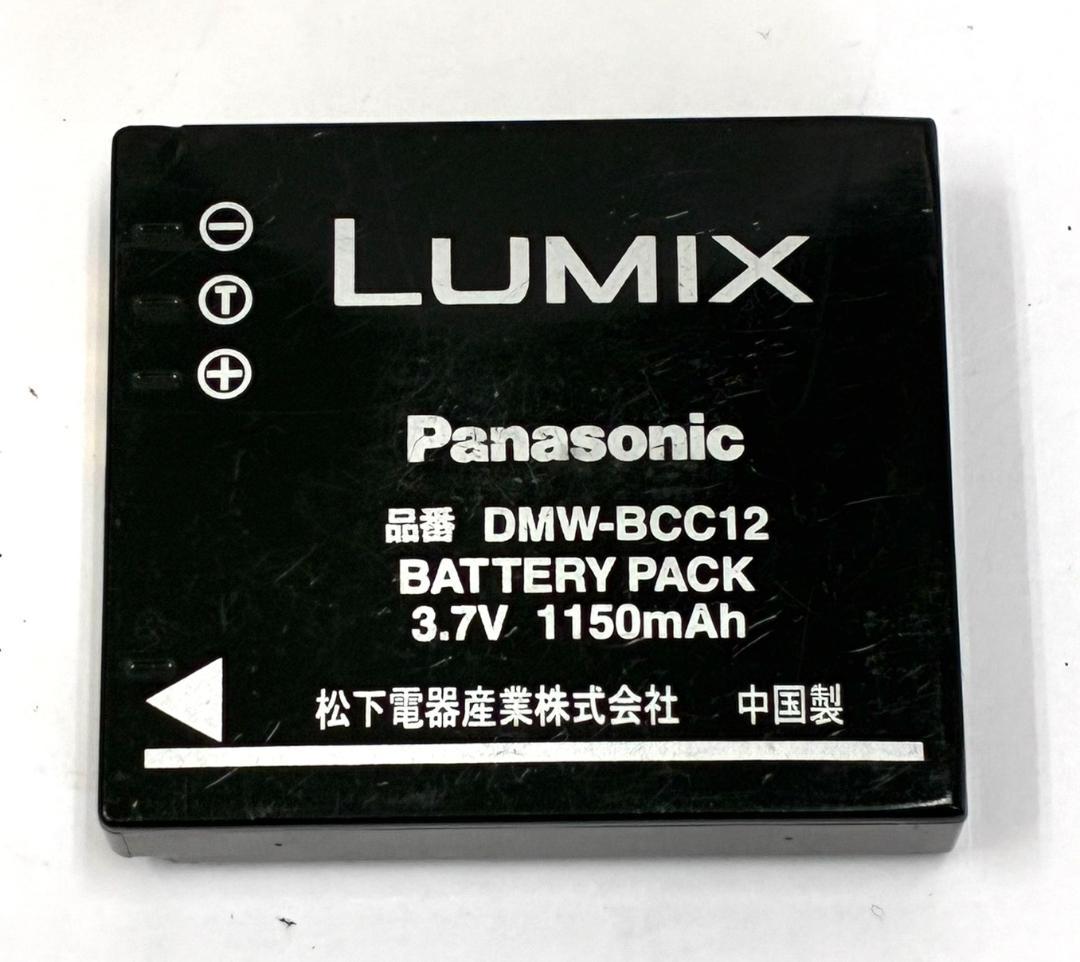 LUMIX
T
Panasonic
品番 DMW-BCC12
BATTERY PACK
3.7V 1150mAh
松下電器産業株式会社 中国製